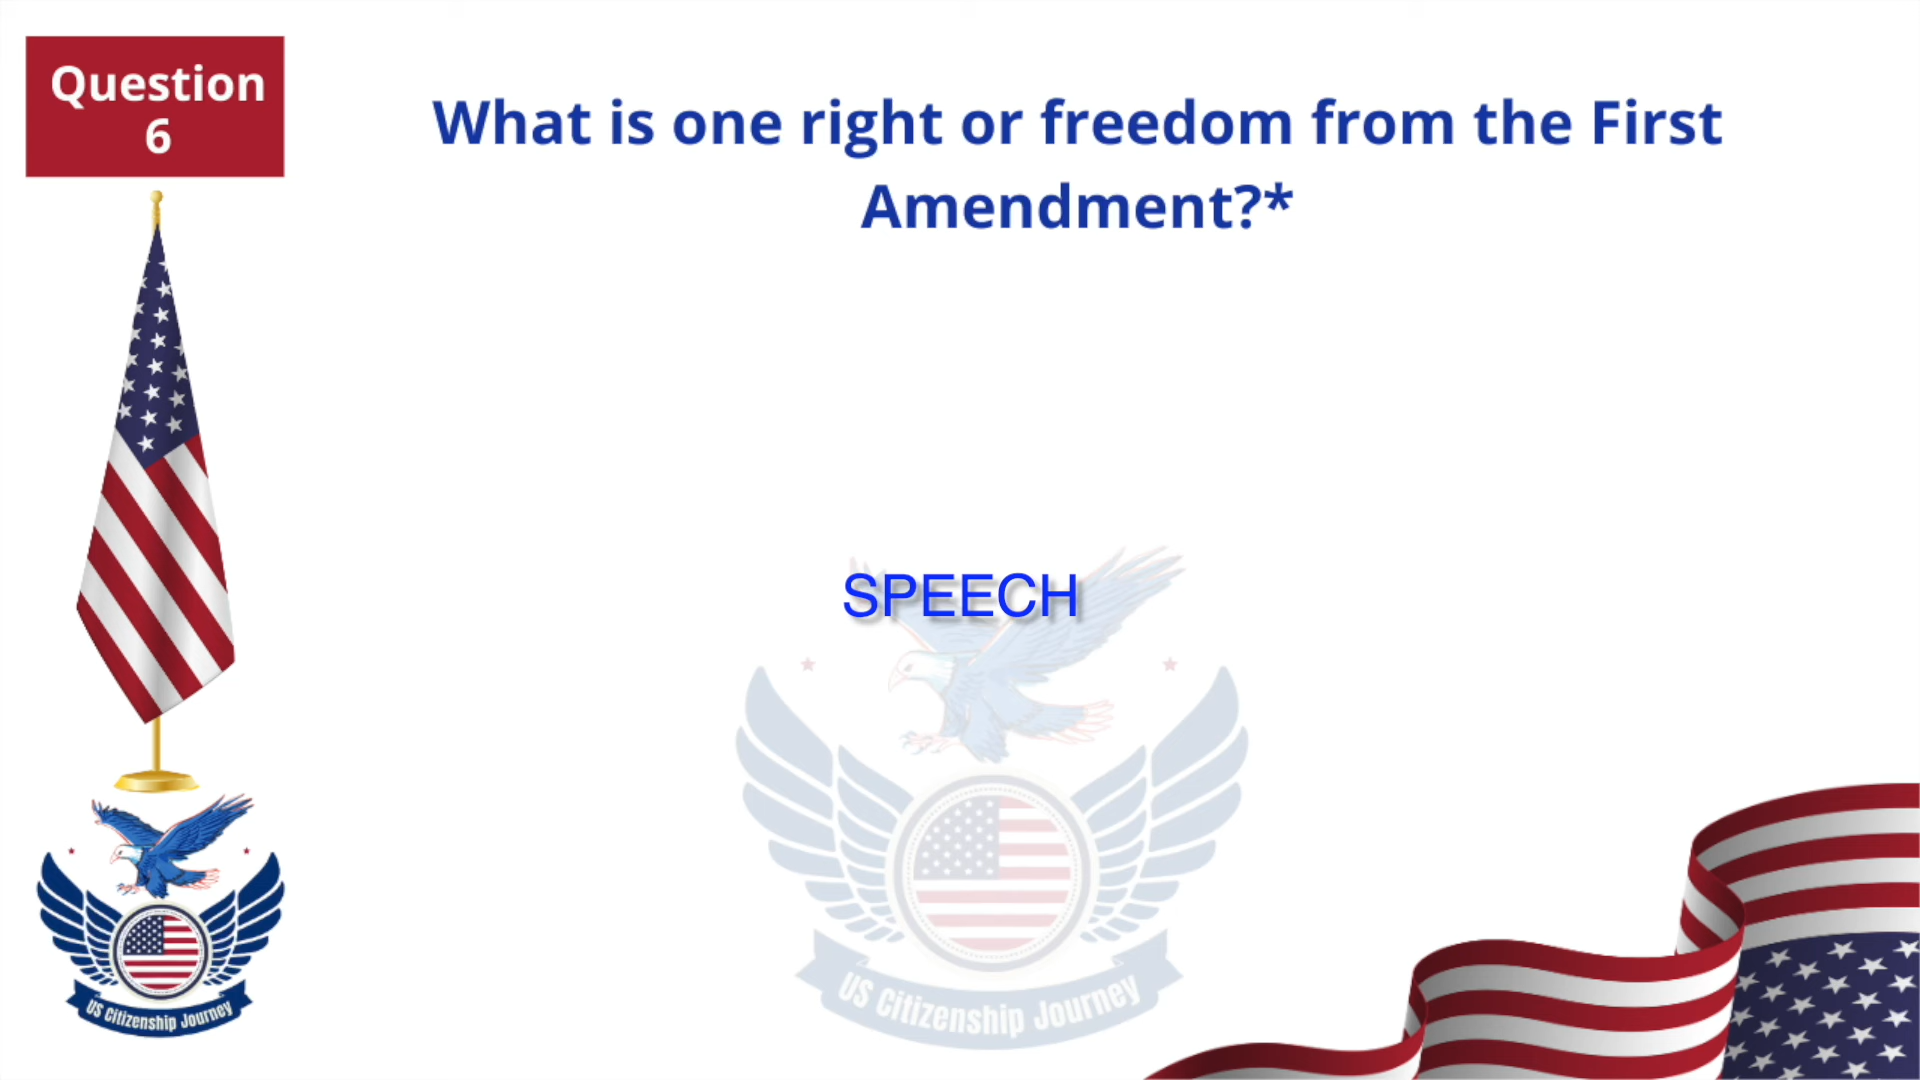 Question
6
What is one right or freedom from the First
Amendment?*
SPEECH
US Citizenship Journey
US Citizenship Journey